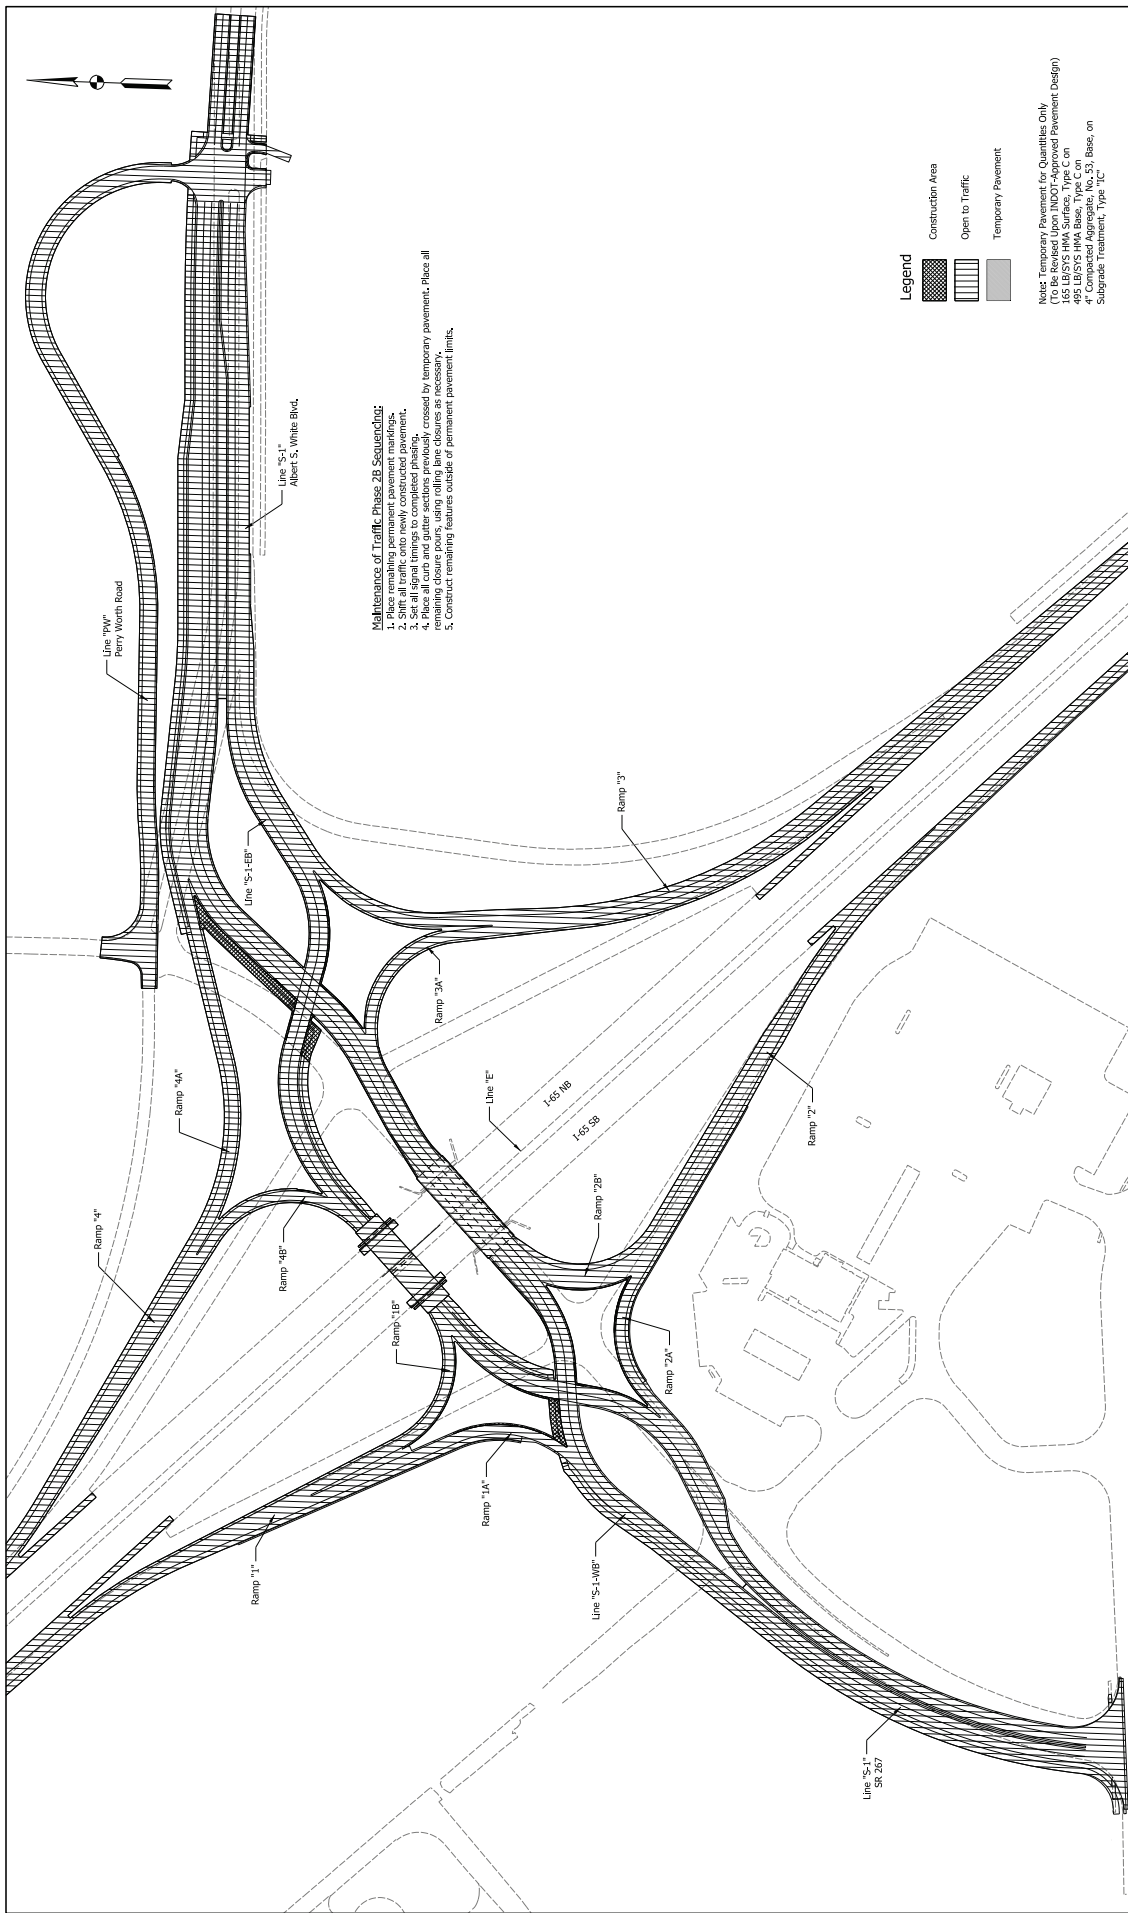 Line "PW"
Perry Worth Road
Line "S-1"
Albert S. White Blvd.
Maintenance of Traffic Phase 2B Sequencing:
1. Place remaining permanent pavement markings.
2. Shift all traffic onto newly constructed pavement.
3. Set all signal timings to completed phasing.
4. Place all curb and gutter sections previously crossed by temporary pavement. Place all
remaining closure pours, using rolling lane closures as necessary.
5. Construct remaining features outside of permanent pavement limits.
Ramp "4"
Ramp "4A"
Ramp "4B"
Line "S-1-EB"
Ramp "3"
Ramp "3A"
Ramp "1"
Ramp "1A"
Ramp "1B"
Line "E"
I-65 NB
I-65 SB
Ramp "2B"
Ramp "2A"
Ramp "2"
Line "S-1-WB"
Line "S-1"
SR 267
Legend
Construction Area
Open to Traffic
Temporary Pavement
Note: Temporary Pavement for Quantities Only
(To Be Revised Upon INDOT-Approved Pavement Design)
165 LB/SYS HMA Surface, Type C on
495 LB/SYS HMA Base, Type C on
4" Compacted Aggregate, No. 53, Base, on
Subgrade Treatment, Type "IC"